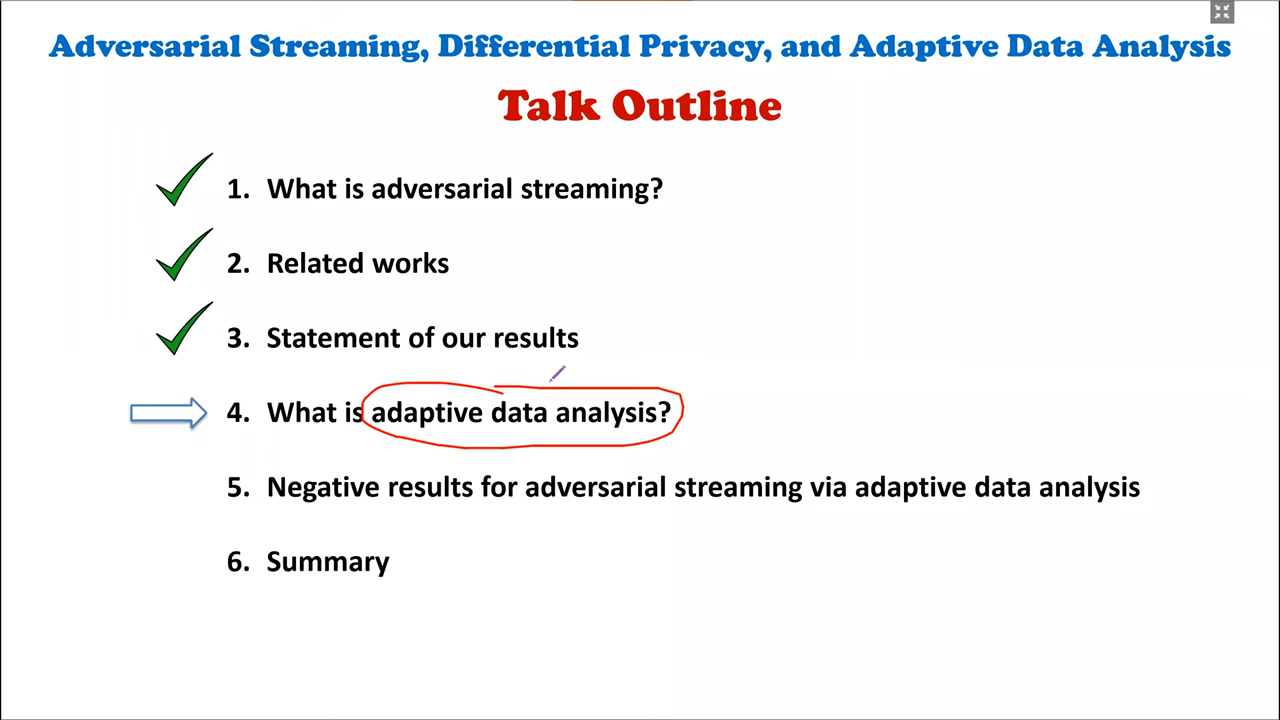 Adversarial Streaming, Differential Privacy, and Adaptive Data Analysis
Talk Outline
1. What is adversarial streaming?
2. Related works
3. Statement of our results
4. What is adaptive data analysis?
5. Negative results for adversarial streaming via adaptive data analysis
6. Summary